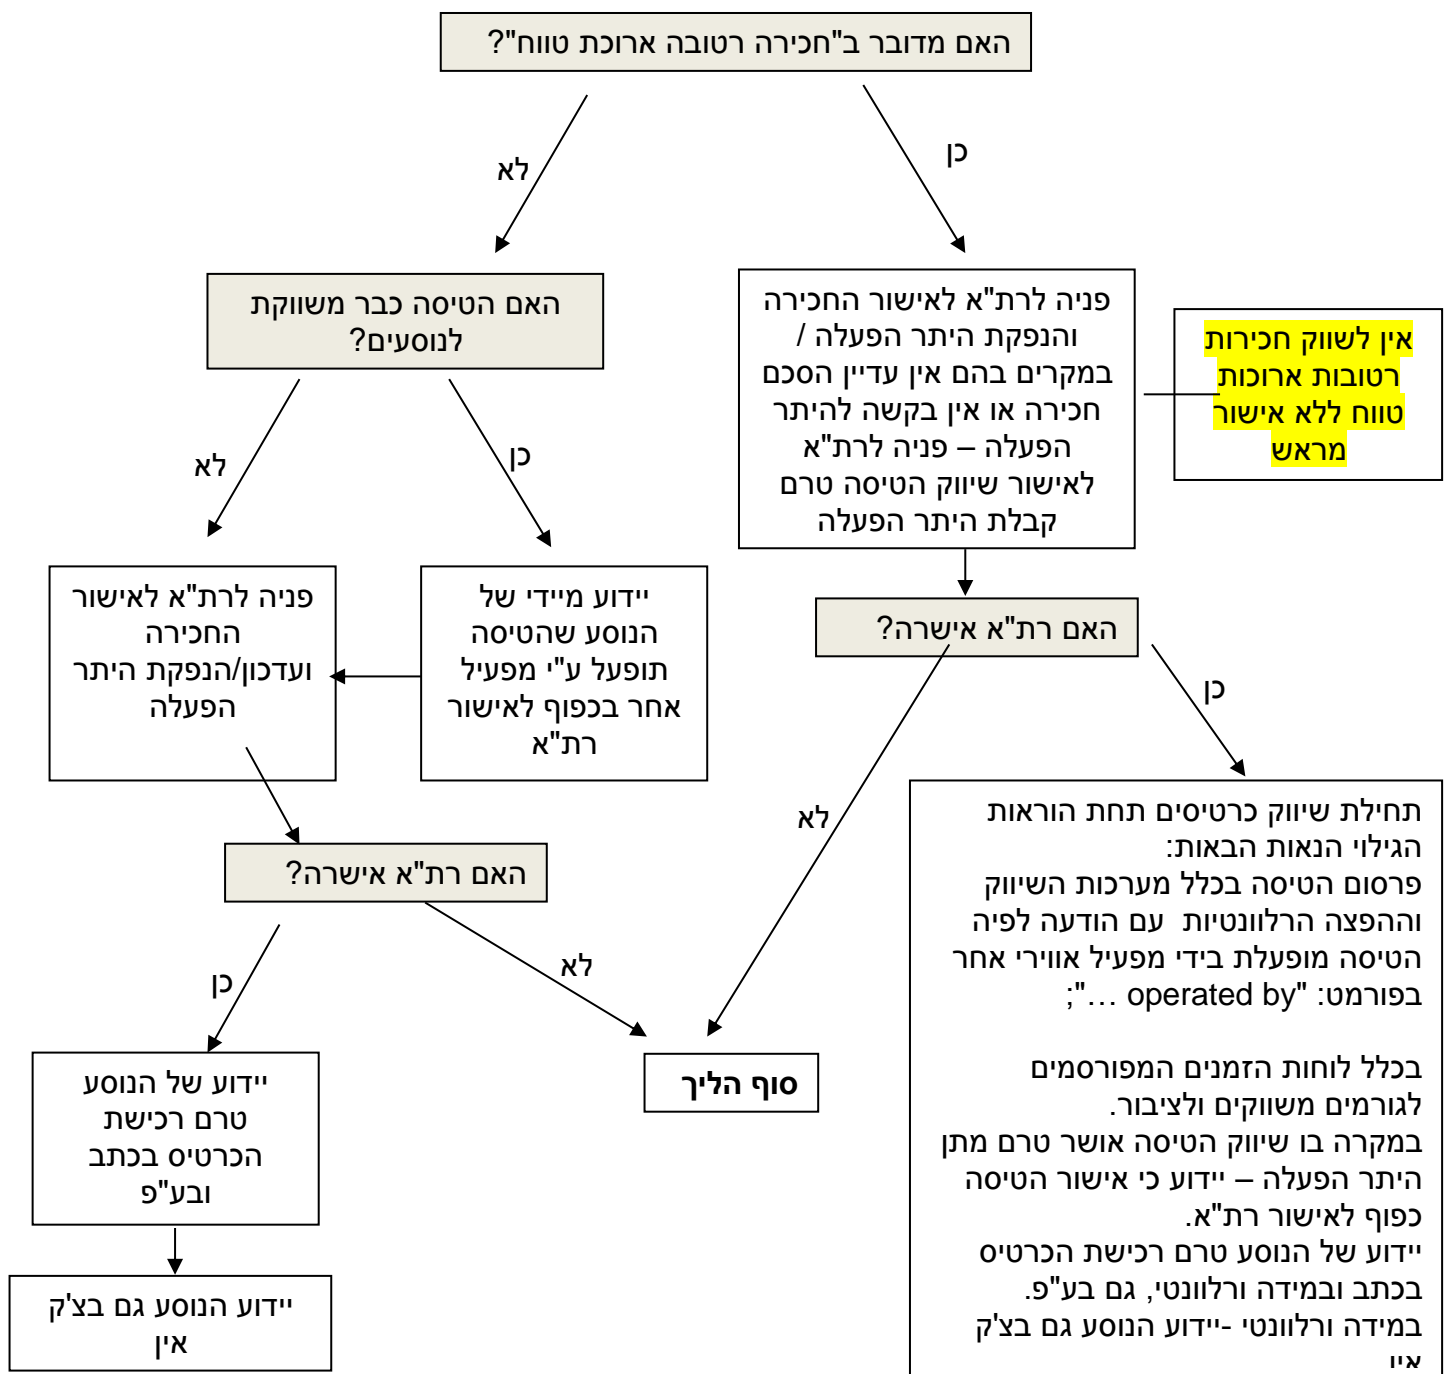 האם מדובר ב"חכירה רטובה ארוכת טווח"?
כן
לא
האם הטיסה כבר משווקת
לנוסעים?
פניה לרת"א לאישור החכירה
והנפקת היתר הפעלה /
במקרים בהם אין עדיין הסכם
חכירה או אין בקשה להיתר
הפעלה – פניה לרת"א
לאישור שיווק הטיסה טרם
קבלת היתר הפעלה
אין לשווק חכירות
רטובות ארוכות
טווח ללא אישור
מראש
כן
לא
יידוע מיידי של
הנוסע שהטיסה
תופעל ע"י מפעיל
אחר בכפוף לאישור
רת"א
פניה לרת"א לאישור
החכירה
ועדכון/הנפקת היתר
הפעלה
האם רת"א אישרה?
כן
לא
האם רת"א אישרה?
לא
כן
סוף הליך
תחילת שיווק כרטיסים תחת הוראות
הגילוי הנאות הבאות:
פרסום הטיסה בכלל מערכות השיווק
וההפצה הרלוונטיות  עם הודעה לפיה
הטיסה מופעלת בידי מפעיל אווירי אחר
בפורמט: "operated by …";
בכלל לוחות הזמנים המפורסמים
לגורמים משווקים ולציבור.
במקרה בו שיווק הטיסה אושר טרם מתן
היתר הפעלה – יידוע כי אישור הטיסה
כפוף לאישור רת"א.
יידוע של הנוסע טרם רכישת הכרטיס
בכתב ובמידה ורלוונטי, גם בע"פ.
במידה ורלוונטי -יידוע הנוסע גם בצ'ק
אין
יידוע של הנוסע
טרם רכישת
הכרטיס בכתב
ובע"פ
יידוע הנוסע גם בצ'ק
אין